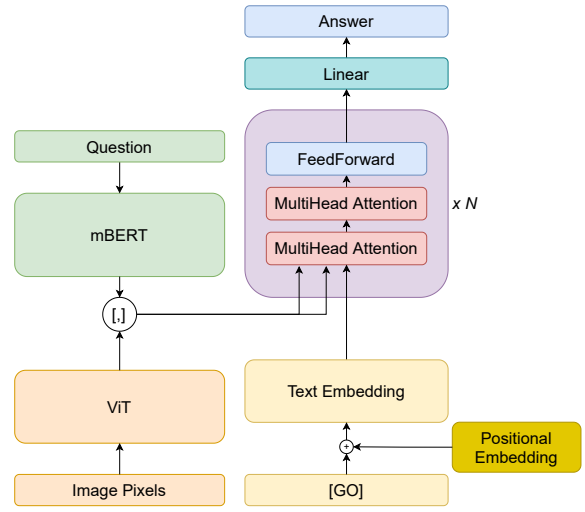 Answer
Linear
FeedForward
MultiHead Attention
MultiHead Attention
x N
Question
mBERT
[,]
ViT
Image Pixels
Text Embedding
+
Positional
Embedding
[GO]